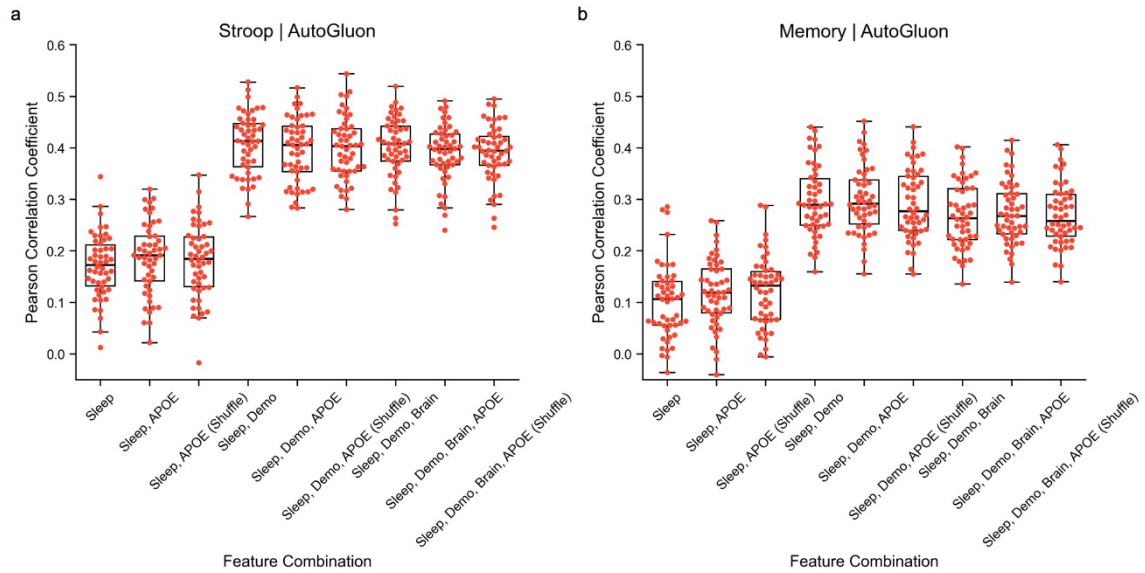 a
Stroop | AutoGluon
Pearson Correlation Coefficient
0.6
0.5
0.4
0.3
0.2
0.1
0.0
Sleep
Sleep, APOE
Sleep, APOE (Shuffle)
Sleep, Demo
Sleep, Demo, APOE
Sleep, Demo, APOE (Shuffle)
Sleep, Demo, Brain
Sleep, Demo, Brain, APOE
Sleep, Demo, Brain, APOE (Shuffle)
Feature Combination
b
Memory | AutoGluon
Pearson Correlation Coefficient
0.6
0.5
0.4
0.3
0.2
0.1
0.0
Sleep
Sleep, APOE
Sleep, APOE (Shuffle)
Sleep, Demo
Sleep, Demo, APOE
Sleep, Demo, APOE (Shuffle)
Sleep, Demo, Brain
Sleep, Demo, Brain, APOE
Sleep, Demo, Brain, APOE (Shuffle)
Feature Combination